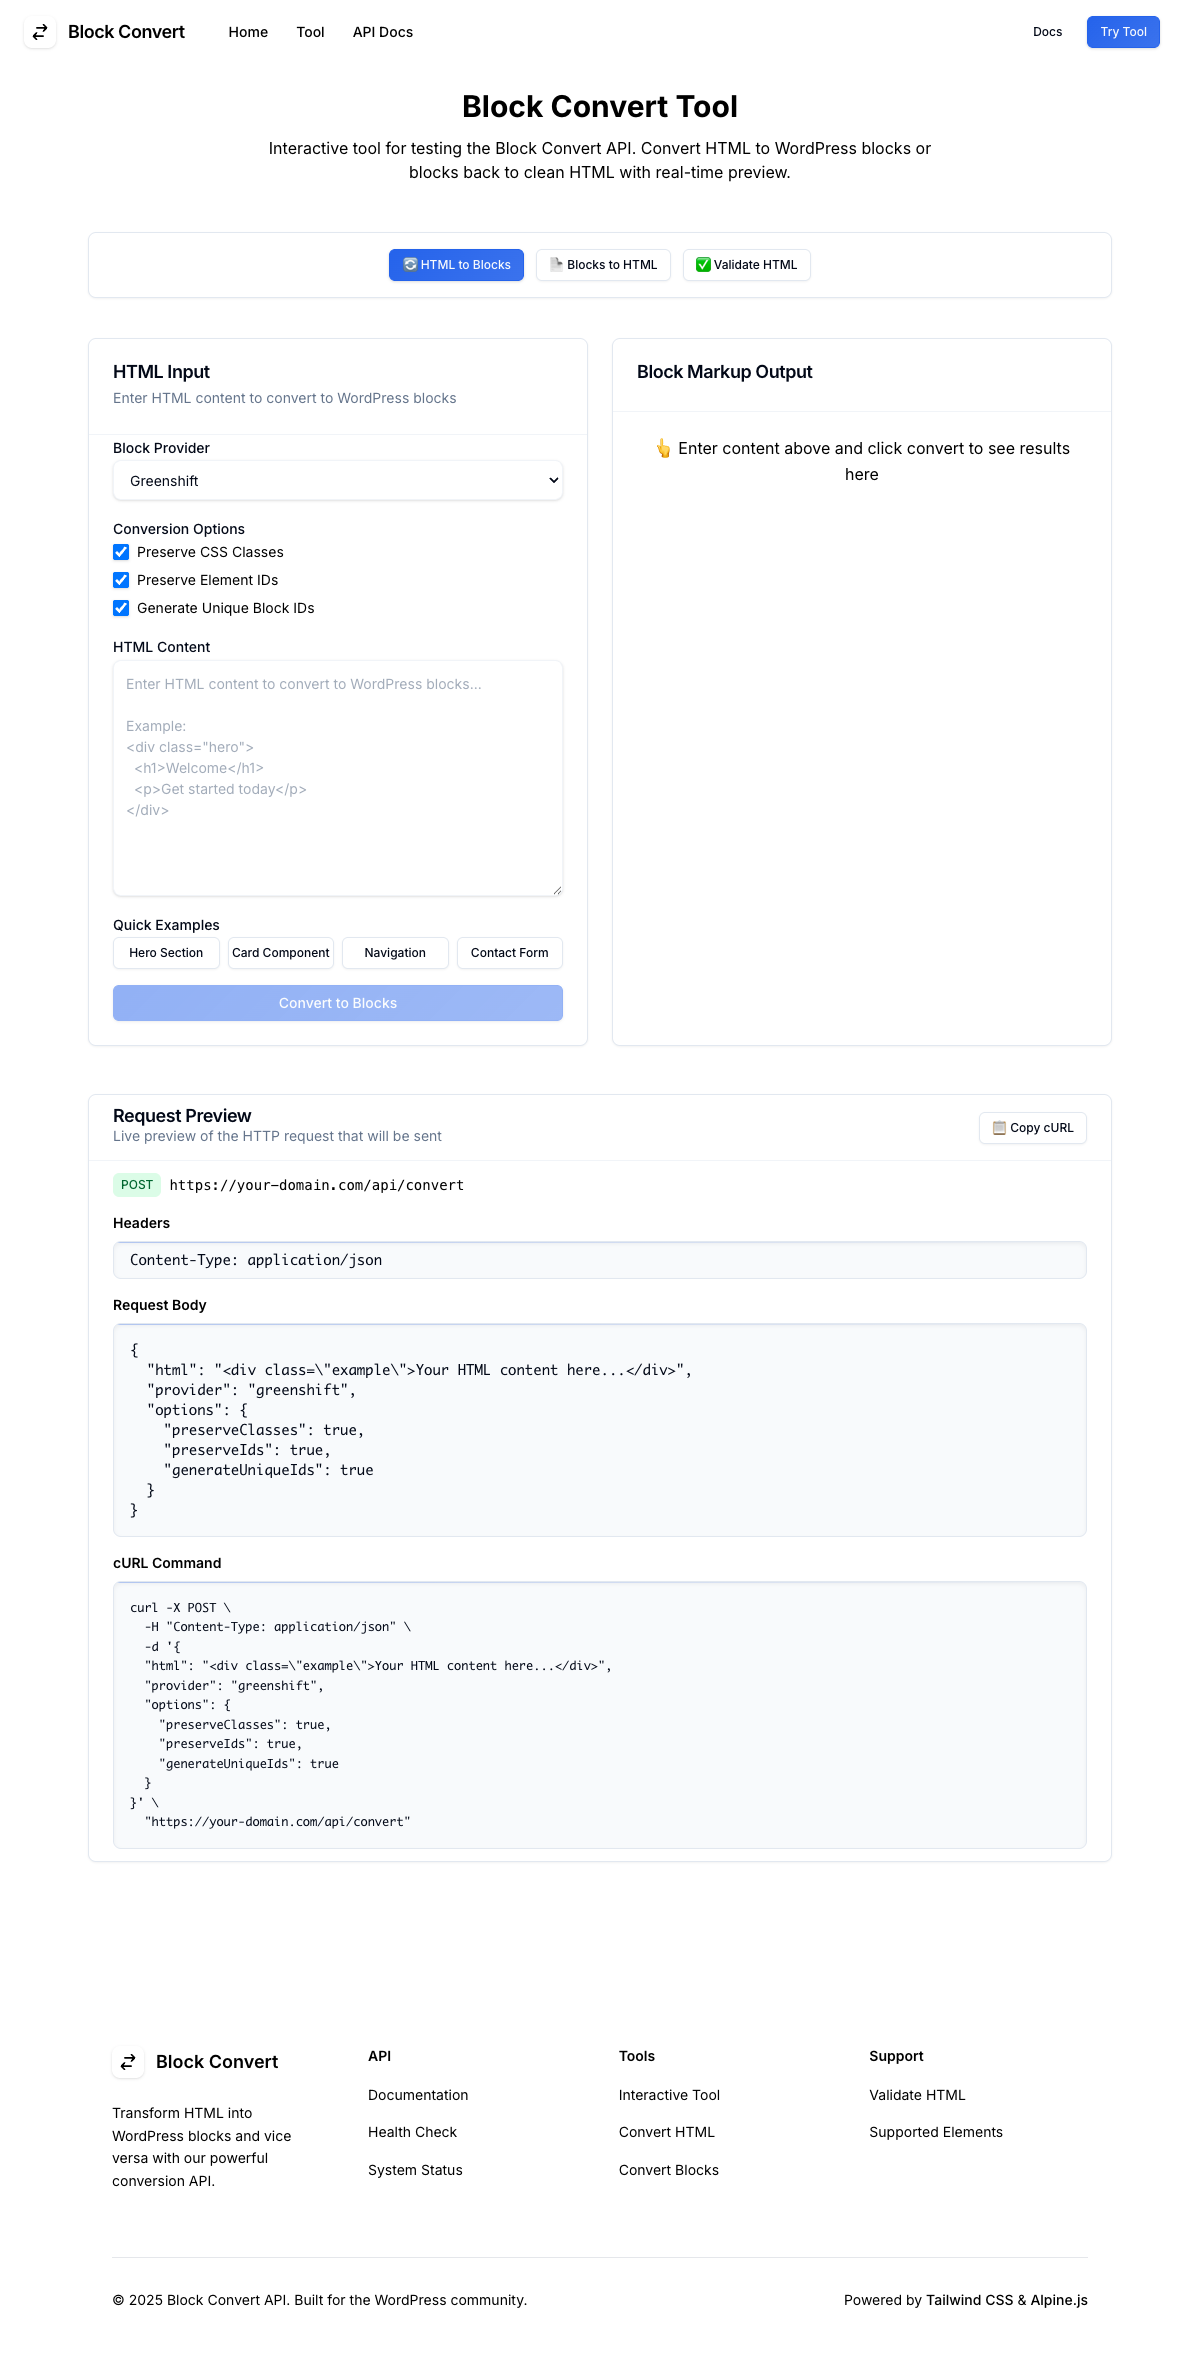 Block Convert
Home
Tool
API Docs
Docs
Try Tool
Block Convert Tool
Interactive tool for testing the Block Convert API. Convert HTML to WordPress blocks or
blocks back to clean HTML with real-time preview.
🔄 HTML to Blocks
📄 Blocks to HTML
✅ Validate HTML
HTML Input
Enter HTML content to convert to WordPress blocks
Block Provider
Greenshift
Conversion Options
Preserve CSS Classes
Preserve Element IDs
Generate Unique Block IDs
HTML Content
Enter HTML content to convert to WordPress blocks...
Example:
<div class="hero">
  <h1>Welcome</h1>
  <p>Get started today</p>
</div>
Quick Examples
Hero Section
Card Component
Navigation
Contact Form
Convert to Blocks
Block Markup Output
👆 Enter content above and click convert to see results
here
Request Preview
Live preview of the HTTP request that will be sent
📋 Copy cURL
POST https://your-domain.com/api/convert
Headers
Content-Type: application/json
Request Body
{
  "html": "<div class=\"example\">Your HTML content here...</div>",
  "provider": "greenshift",
  "options": {
    "preserveClasses": true,
    "preserveIds": true,
    "generateUniqueIds": true
  }
}
cURL Command
curl -X POST \
  -H "Content-Type: application/json" \
  -d '{
  "html": "<div class=\"example\">Your HTML content here...</div>",
  "provider": "greenshift",
  "options": {
    "preserveClasses": true,
    "preserveIds": true,
    "generateUniqueIds": true
  }
}' \
  "https://your-domain.com/api/convert"
Block Convert
Transform HTML into
WordPress blocks and vice
versa with our powerful
conversion API.
API
Documentation
Health Check
System Status
Tools
Interactive Tool
Convert HTML
Convert Blocks
Support
Validate HTML
Supported Elements
© 2025 Block Convert API. Built for the WordPress community.
Powered by Tailwind CSS & Alpine.js